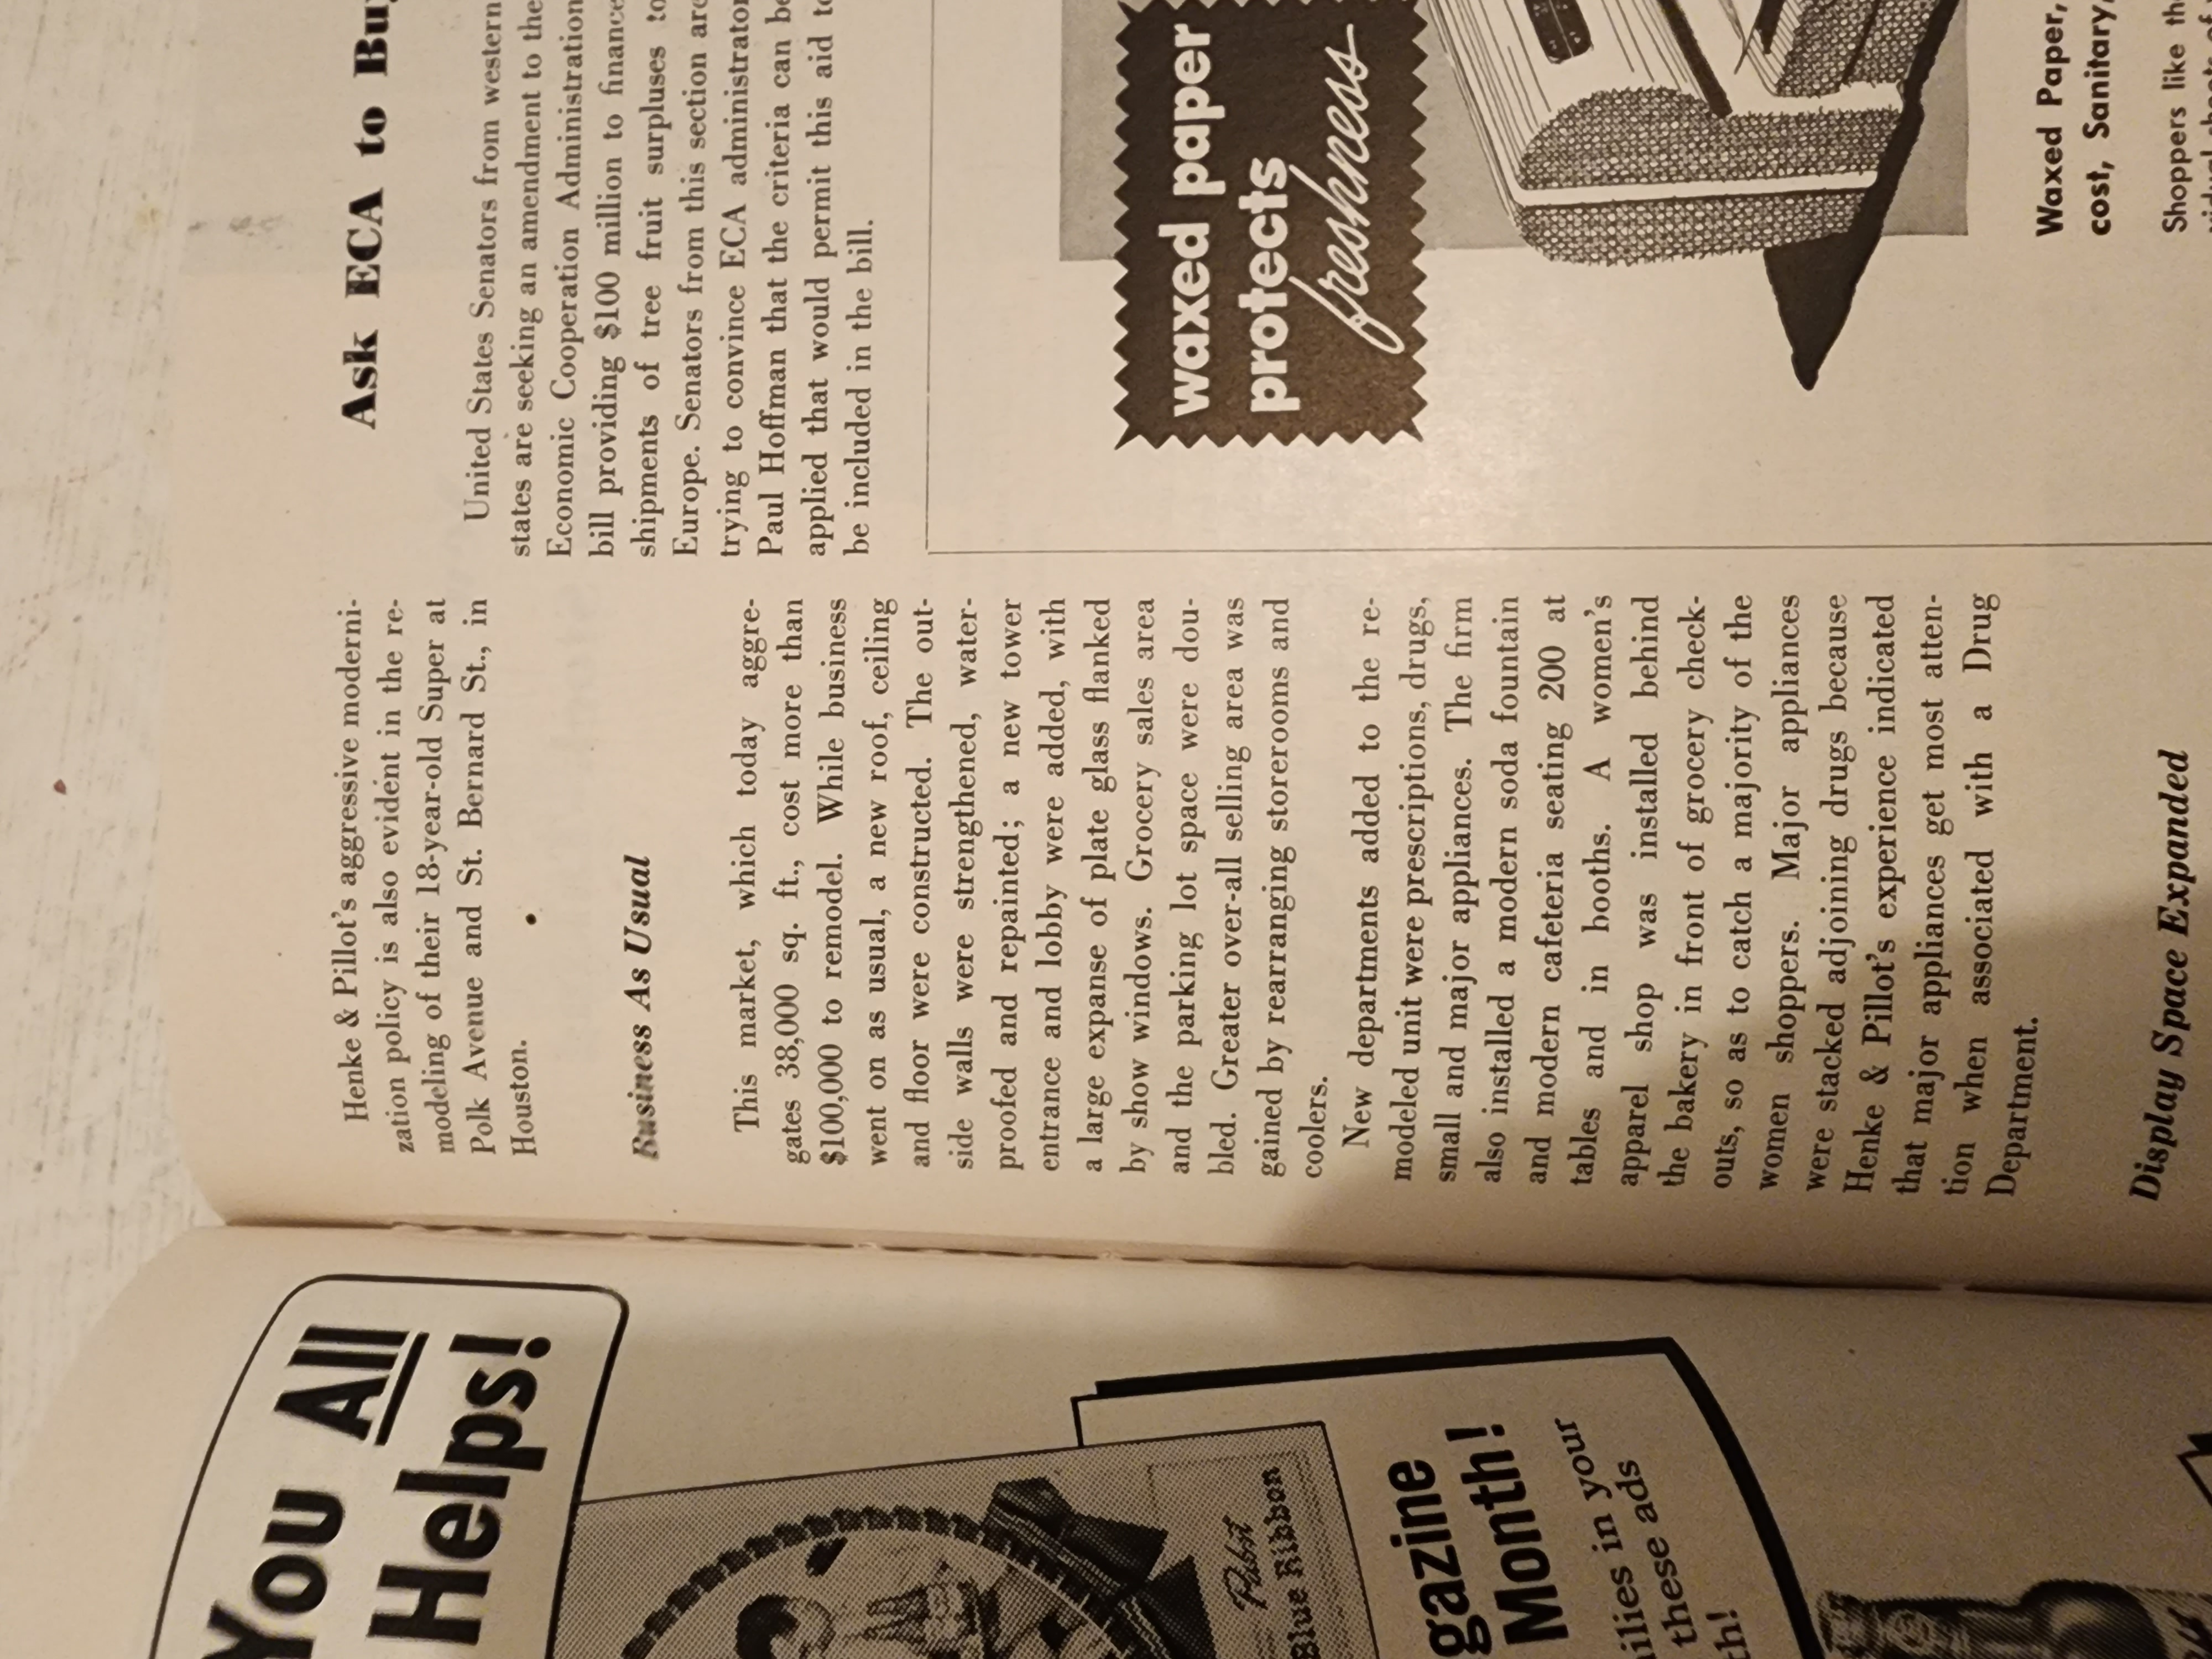 You All
Helps!
Pabst
Blue Ribbon
gazine
Month!
ilies in your
these ads
th!
Henke & Pillot's aggressive moderni-
zation policy is also evident in the re-
modeling of their 18-year-old Super at
Polk Avenue and St. Bernard St., in
Houston.
Business As Usual
This market, which today aggre-
gates 38,000 sq. ft., cost more than
$100,000 to remodel. While business
went on as usual, a new roof, ceiling
and floor were constructed. The out-
side walls were strengthened, water-
proofed and repainted; a new tower
entrance and lobby were added, with
a large expanse of plate glass flanked
by show windows. Grocery sales area
and the parking lot space were dou-
bled. Greater over-all selling area was
gained by rearranging storerooms and
coolers.
New departments added to the re-
modeled unit were prescriptions, drugs,
small and major appliances. The firm
also installed a modern soda fountain
and modern cafeteria seating 200 at
tables and in booths. A women's
apparel shop was installed behind
the bakery in front of grocery check-
outs, so as to catch a majority of the
women shoppers. Major appliances
were stacked adjoining drugs because
Henke & Pillot's experience indicated
that major appliances get most atten-
tion when associated with a Drug
Department.
Display Space Expanded
Ask ECA to Buy
United States Senators from western
states are seeking an amendment to the
Economic Cooperation Administration
bill providing $100 million to finance
shipments of tree fruit surpluses to
Europe. Senators from this section are
trying to convince ECA administrator
Paul Hoffman that the criteria can be
applied that would permit this aid to
be included in the bill.
waxed paper
protects
freshness
Waxed Paper,
cost, Sanitary,
Shoppers like th